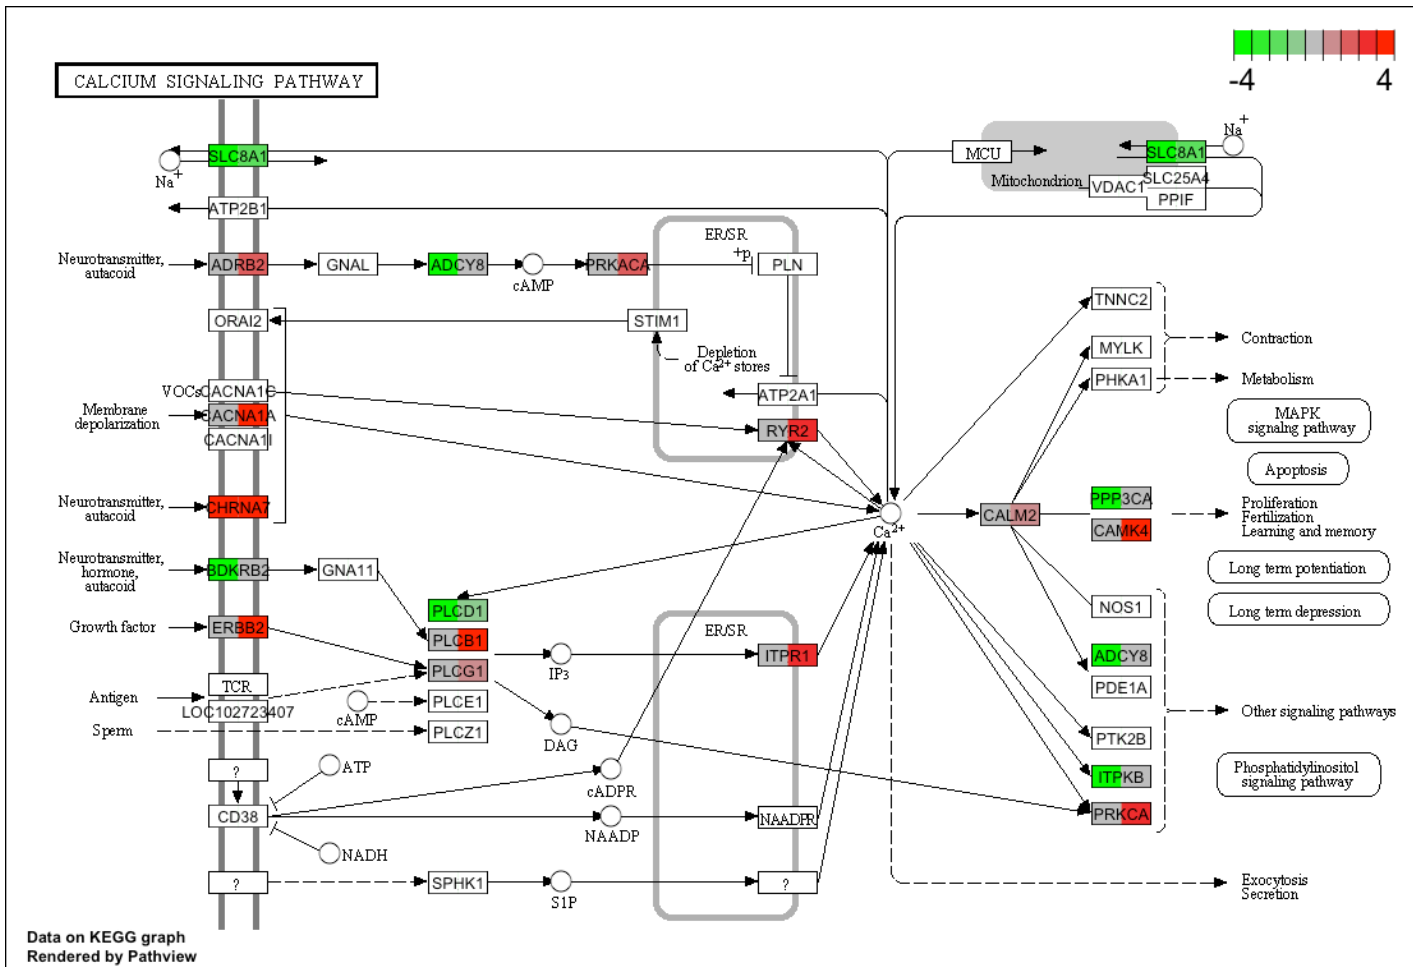 -4 4
CALCIUM SIGNALING PATHWAY
SLC8A1
Na+
MCU
SLC8A1
Na+
Mitochondrion
VDAC1
SLC25A4
PPIF
ATP2B1
ER/SR
Neurotransmitter,
autacoid
ADRB2
GNAL
ADCY8
cAMP
PRKACA
+p
PLN
TNNC2
ORAI2
STIM1
Depletion
of Ca2+ stores
MYLK
Contraction
PHKA1
Metabolism
VOCs
CACNA1C
ATP2A1
Membrane
depolarization
CACNA1A
CACNA1I
RYR2
MAPK
signalng pathway
Apoptosis
Neurotransmitter,
autacoid
CHRNA7
Ca2+
CALM2
PPP3CA
CAMK4
Proliferation
Fertilization
Learning and memory
Neurotransmitter,
hormone,
autacoid
BDKRB2
GNA11
Long term potentiation
PLCD1
NOS1
Long term depression
Growth factor
ERBB2
PLCB1
ER/SR
PLCG1
IP3
ITPR1
ADCY8
TCR
Antigen
LOC102723407
cAMP
PLCE1
PDE1A
Sperm
PLCZ1
DAG
PTK2B
Other signaling pathways
?
ATP
cADPR
ITPKB
Phosphatidylinositol
signaling pathway
CD38
NAADP
NAADPR
PRKCA
NADH
?
SPHK1
S1P
?
Exocytosis
Secretion
Data on KEGG graph
Rendered by Pathview